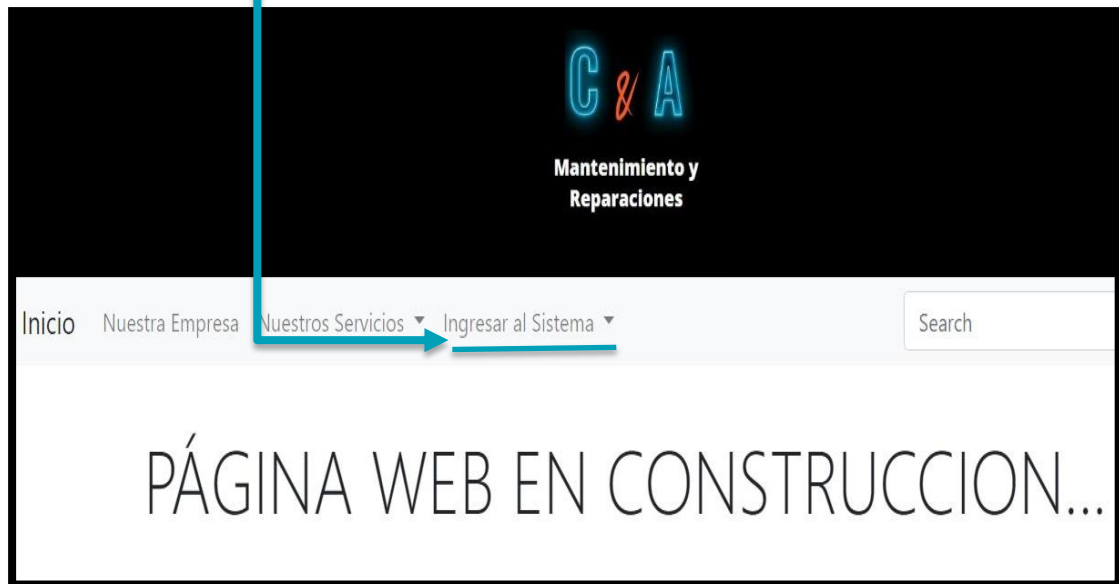 C & A
Mantenimiento y
Reparaciones
Inicio Nuestra Empresa Nuestros Servicios Ingresar al Sistema Search
PÁGINA WEB EN CONSTRUCCION...